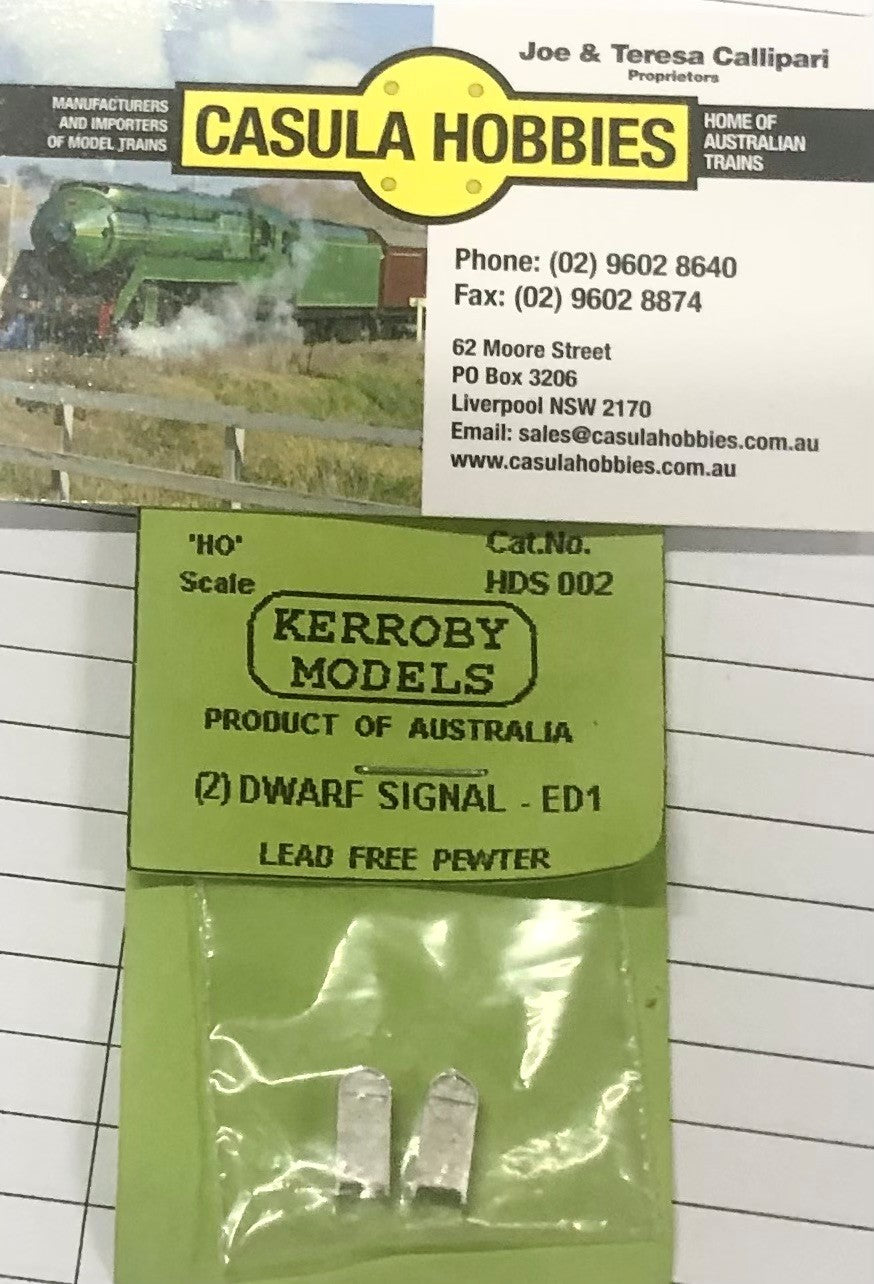 Joe & Teresa Callipari
Proprietors
MANUFACTURERS
AND IMPORTERS
OF MODEL TRAINS
CASULA HOBBIES
HOME OF
AUSTRALIAN
TRAINS
Phone: (02) 9602 8640
Fax: (02) 9602 8874
62 Moore Street
PO Box 3206
Liverpool NSW 2170
Email: sales@casulahobbies.com.au
www.casulahobbies.com.au
'HO' Cat.No.
Scale HDS 002
KERROBY
MODELS
PRODUCT OF AUSTRALIA
(2) DWARF SIGNAL - ED1
LEAD FREE PEWTER